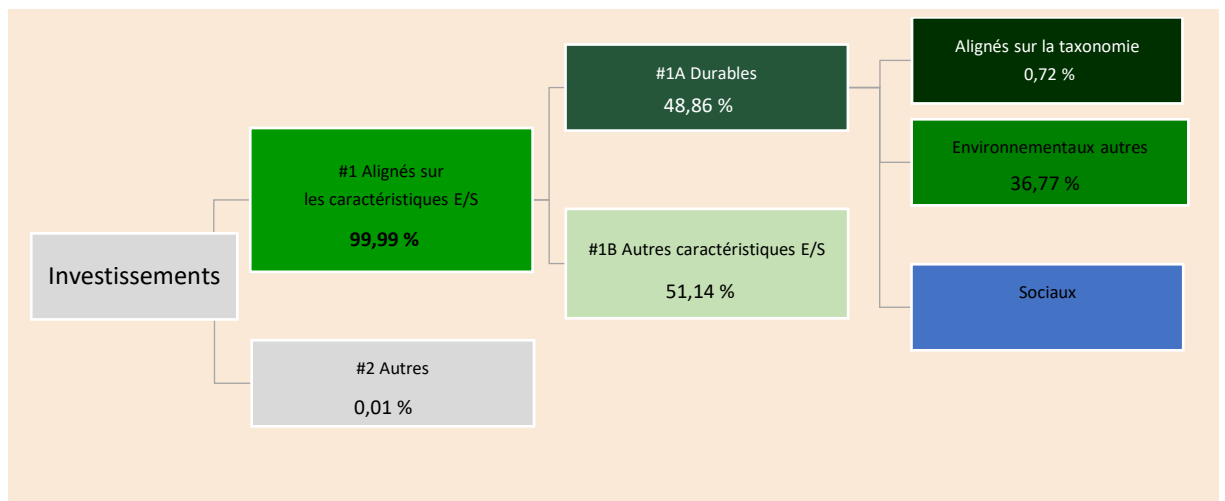 Investissements
#1 Alignés sur
les caractéristiques E/S
99,99 %
#2 Autres
0,01 %
#1A Durables
48,86 %
#1B Autres caractéristiques E/S
51,14 %
Alignés sur la taxonomie
0,72 %
Environnementaux autres
36,77 %
Sociaux